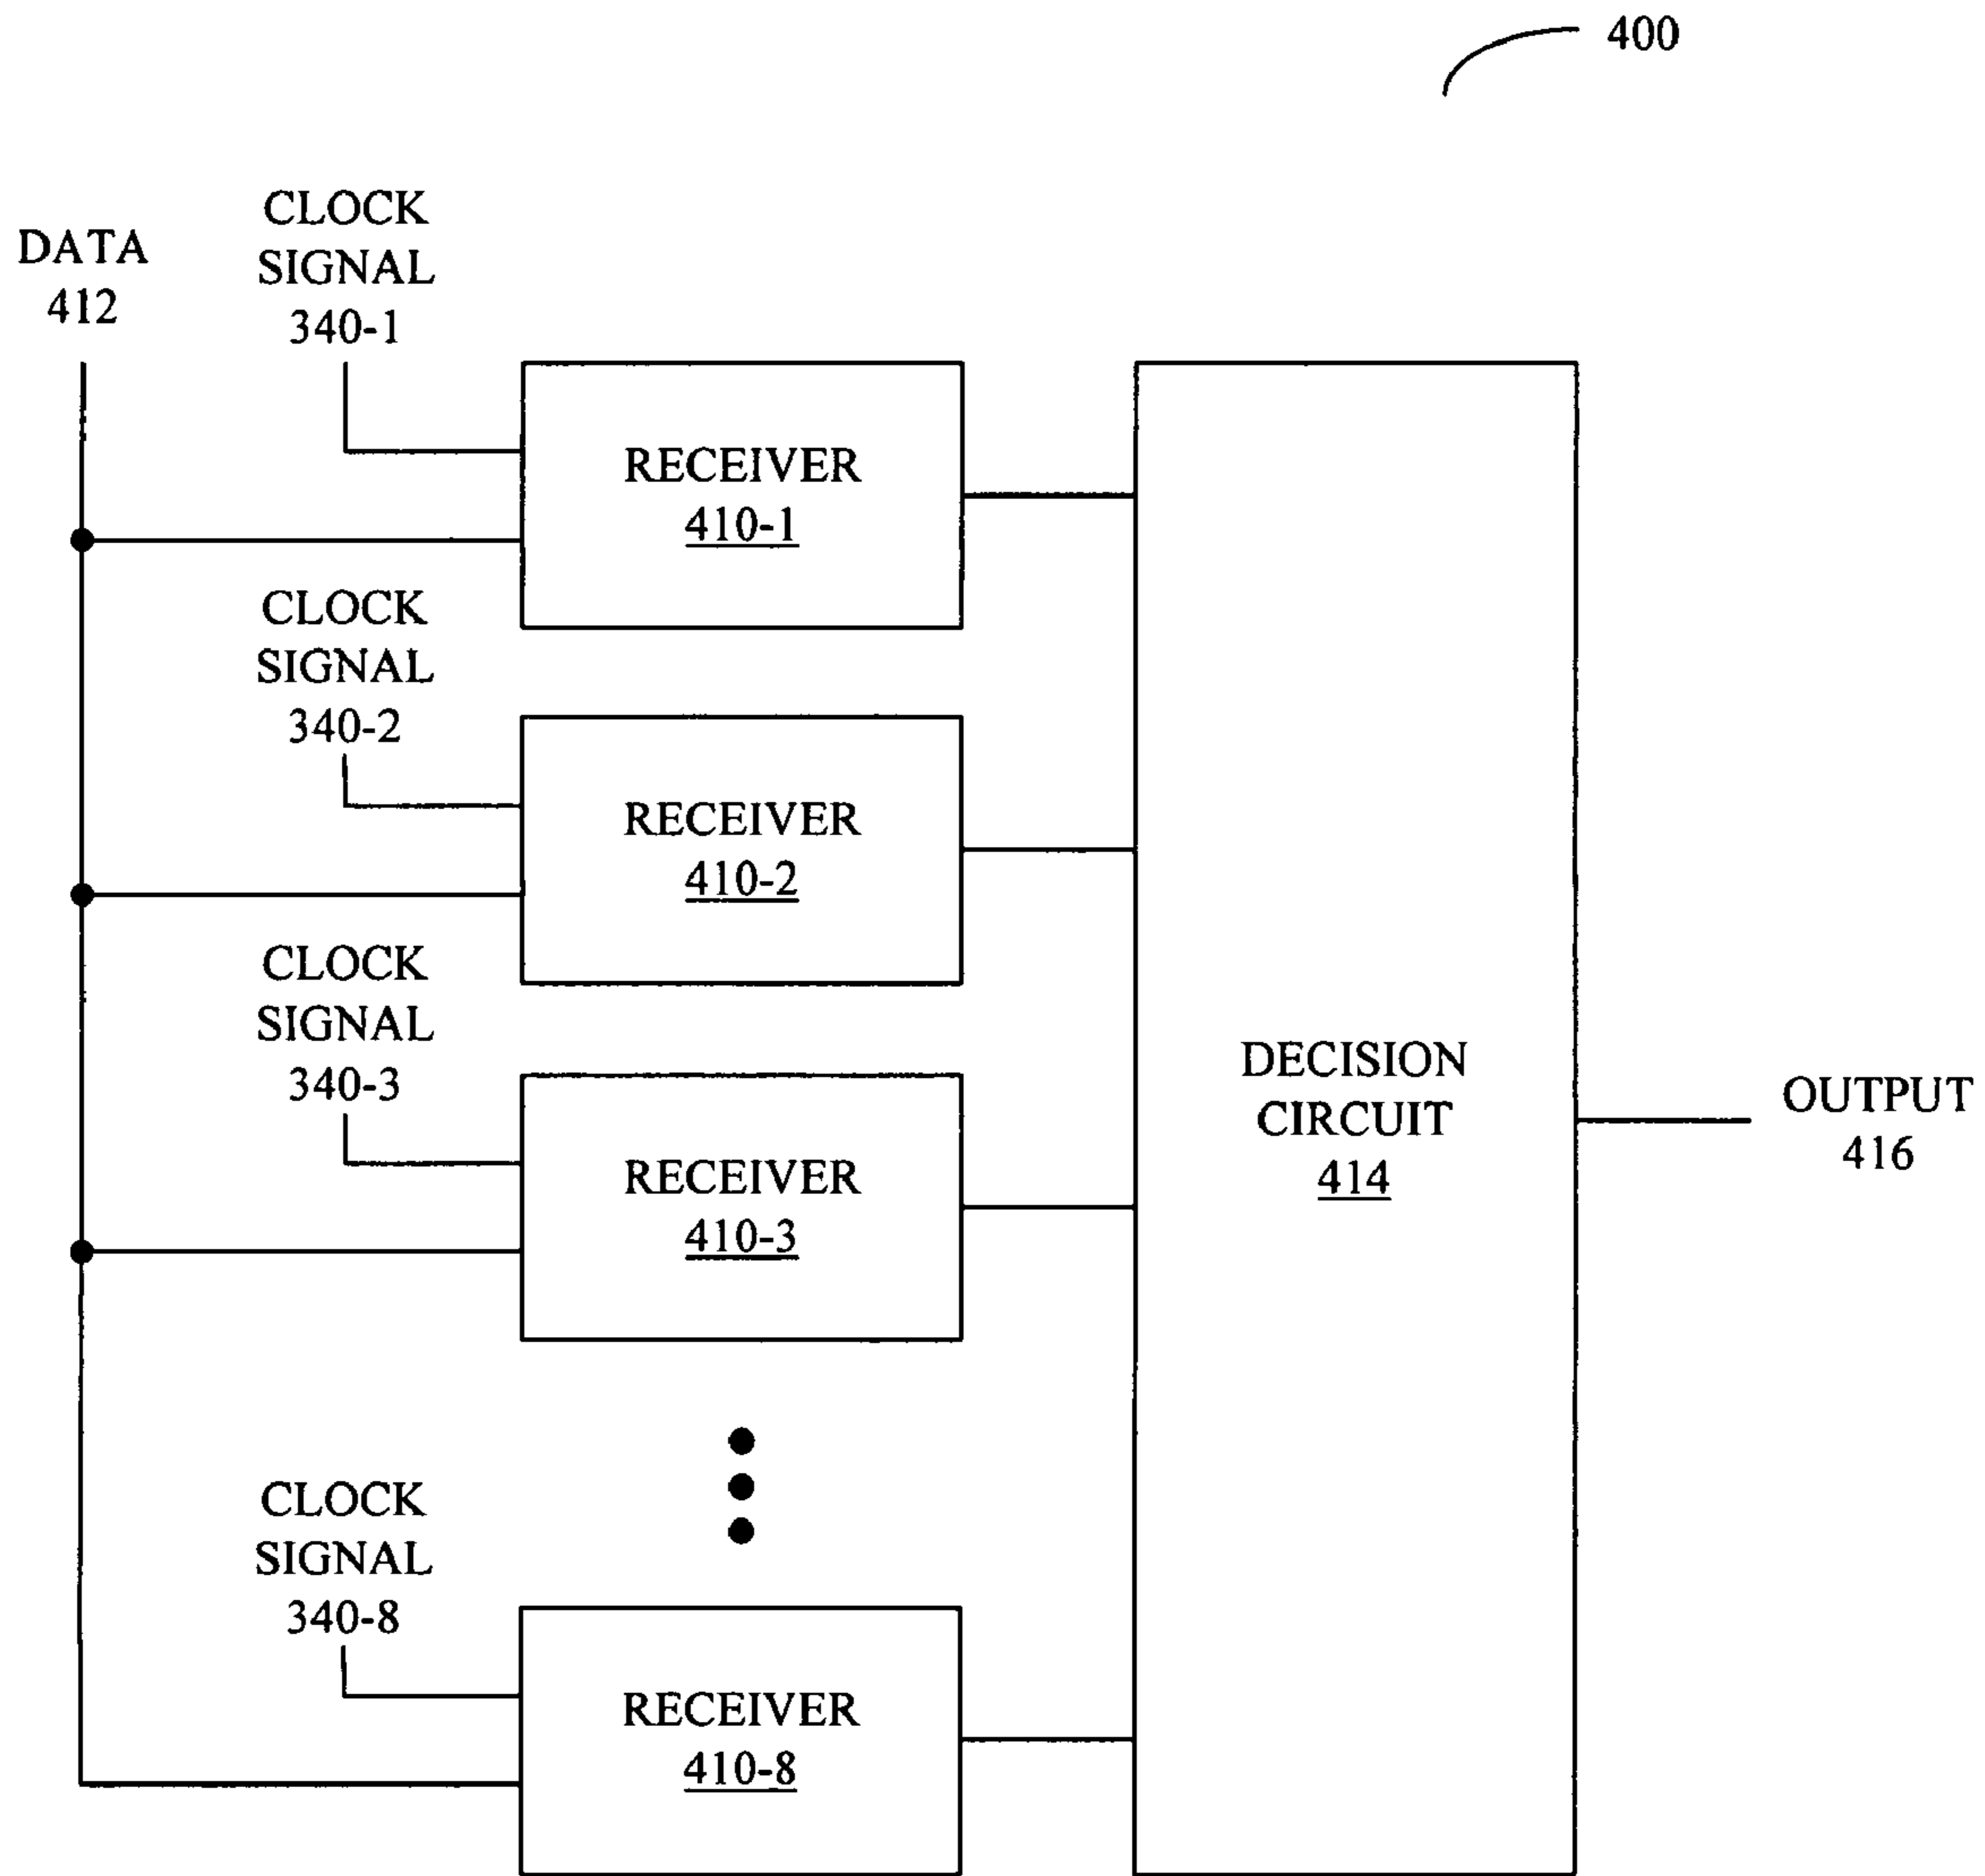 400
DATA
412
CLOCK
SIGNAL
340-1
RECEIVER
410-1
CLOCK
SIGNAL
340-2
RECEIVER
410-2
CLOCK
SIGNAL
340-3
RECEIVER
410-3
CLOCK
SIGNAL
340-8
RECEIVER
410-8
DECISION
CIRCUIT
414
OUTPUT
416